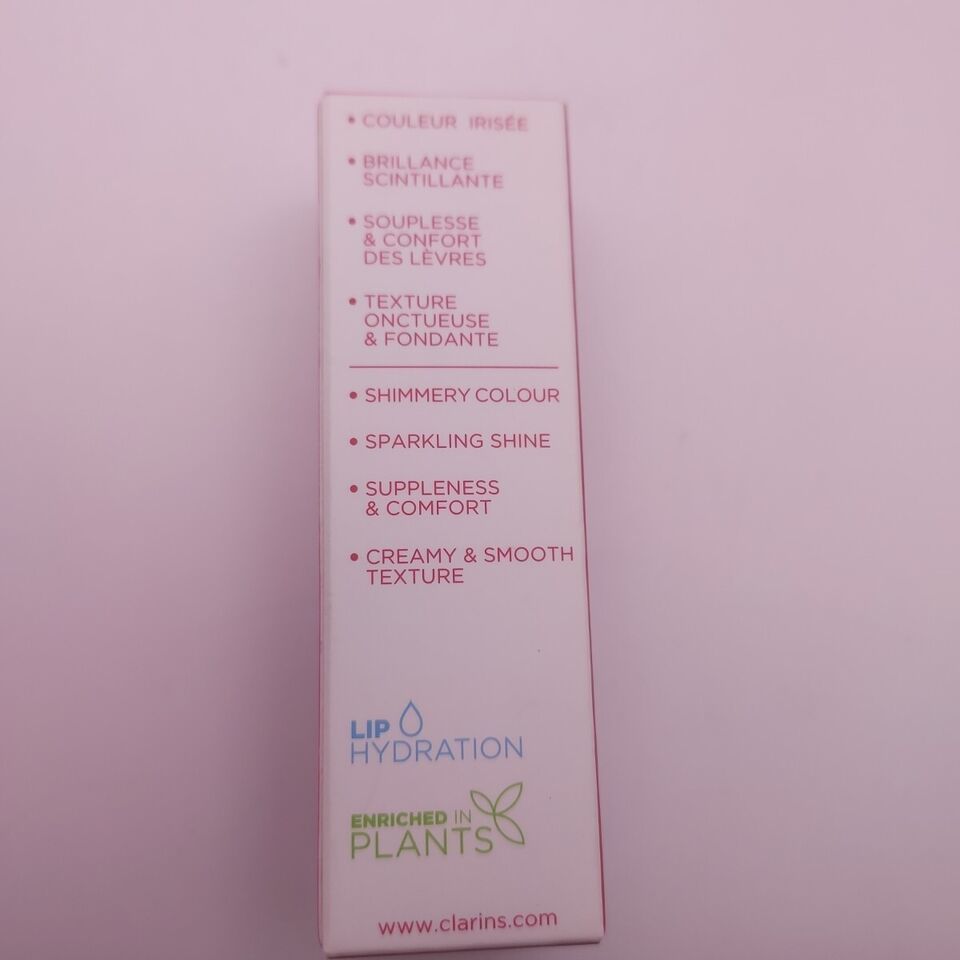 • COULEUR IRISÉE
• BRILLANCE
SCINTILLANTE
• SOUPLESSE
& CONFORT
DES LÈVRES
• TEXTURE
ONCTUEUSE
& FONDANTE
• SHIMMERY COLOUR
• SPARKLING SHINE
• SUPPLENESS
& COMFORT
• CREAMY & SMOOTH
TEXTURE
LIP
HYDRATION
ENRICHED IN
PLANTS
www.clarins.com